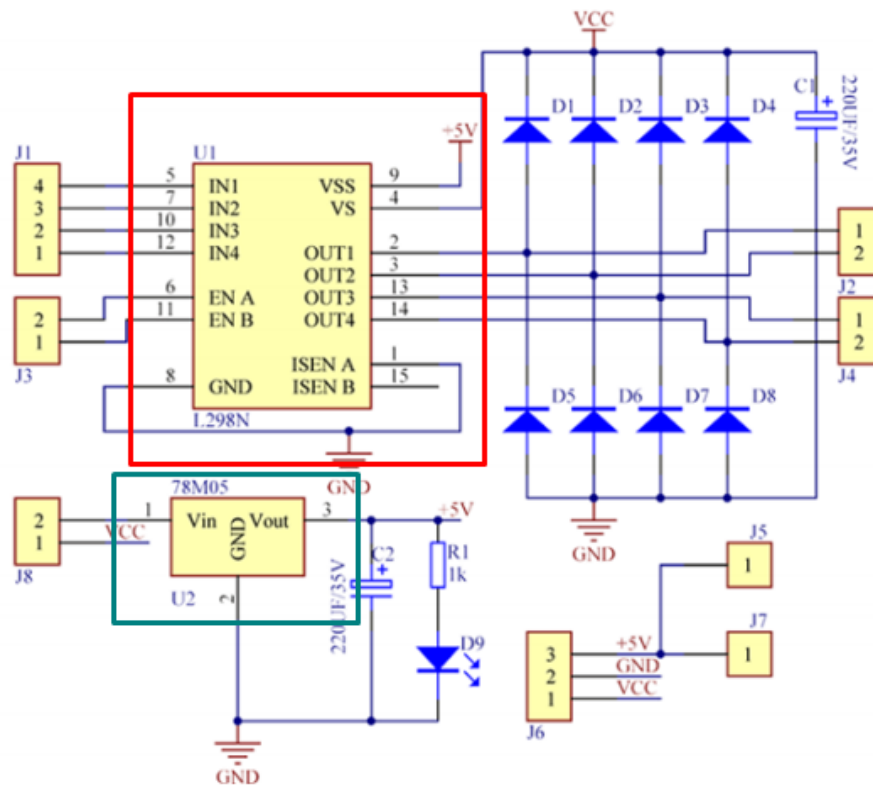 VCC
C1
220UF/35V
D1 D2 D3 D4
+5V
J1
U1
4 5 IN1 VSS 9
3 7 IN2 VS 4
2 10 IN3
1 12 IN4 OUT1 2
OUT2 3
6 EN A OUT3 13
11 EN B OUT4 14
2
1
J3
ISEN A 1
8 GND ISEN B 15
L298N
GND
1
2
J2
1
2
J4
D5 D6 D7 D8
GND
78M05
2 1 Vin Vout 3 +5V
1 VCC
J8
GND
U2
2
C2
220UF/35V
R1
1k
D9
GND
J5
1
J7
1
3 +5V
2 GND
1 VCC
J6